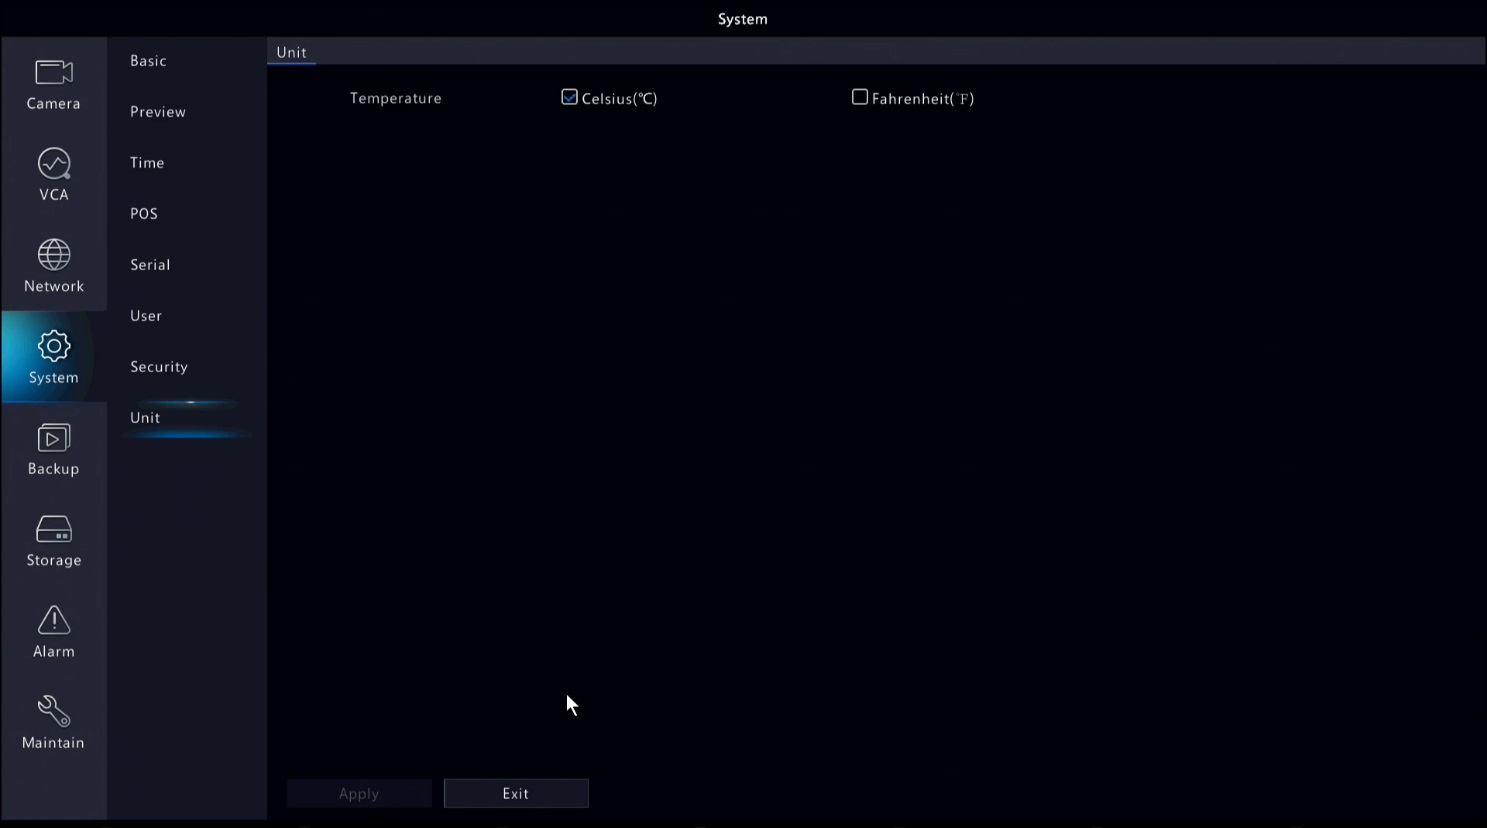 System
Camera
VCA
Network
System
Backup
Storage
Alarm
Maintain
Basic
Preview
Time
POS
Serial
User
Security
Unit
Unit
Temperature Celsius(℃) Fahrenheit(℉)
Apply Exit